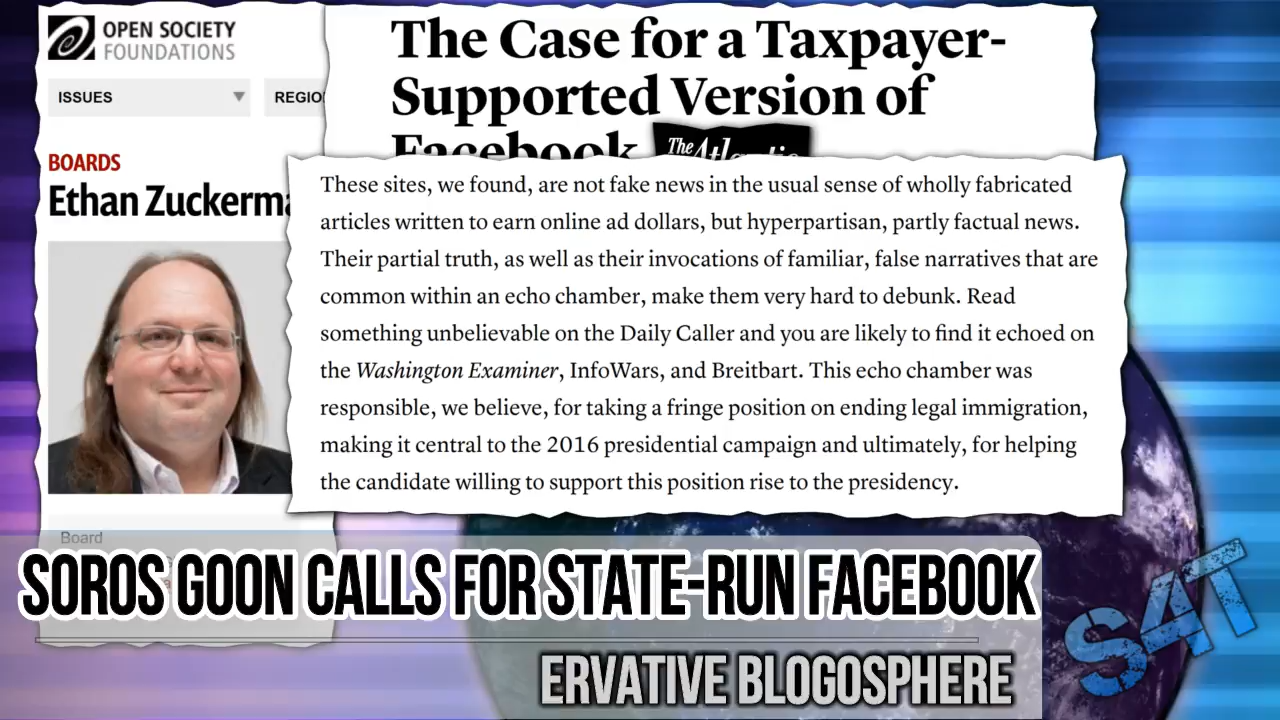 OPEN SOCIETY
FOUNDATIONS
ISSUES
REGIO
BOARDS
Ethan Zuckerma
The Case for a Taxpayer-
Supported Version of
Facebook
The Atlantic
These sites, we found, are not fake news in the usual sense of wholly fabricated
articles written to earn online ad dollars, but hyperpartisan, partly factual news.
Their partial truth, as well as their invocations of familiar, false narratives that are
common within an echo chamber, make them very hard to debunk. Read
something unbelievable on the Daily Caller and you are likely to find it echoed on
the Washington Examiner, InfoWars, and Breitbart. This echo chamber was
responsible, we believe, for taking a fringe position on ending legal immigration,
making it central to the 2016 presidential campaign and ultimately, for helping
the candidate willing to support this position rise to the presidency.
Board
SOROS GOON CALLS FOR STATE-RUN FACEBOOK
ERVATIVE BLOGOSPHERE
S4T